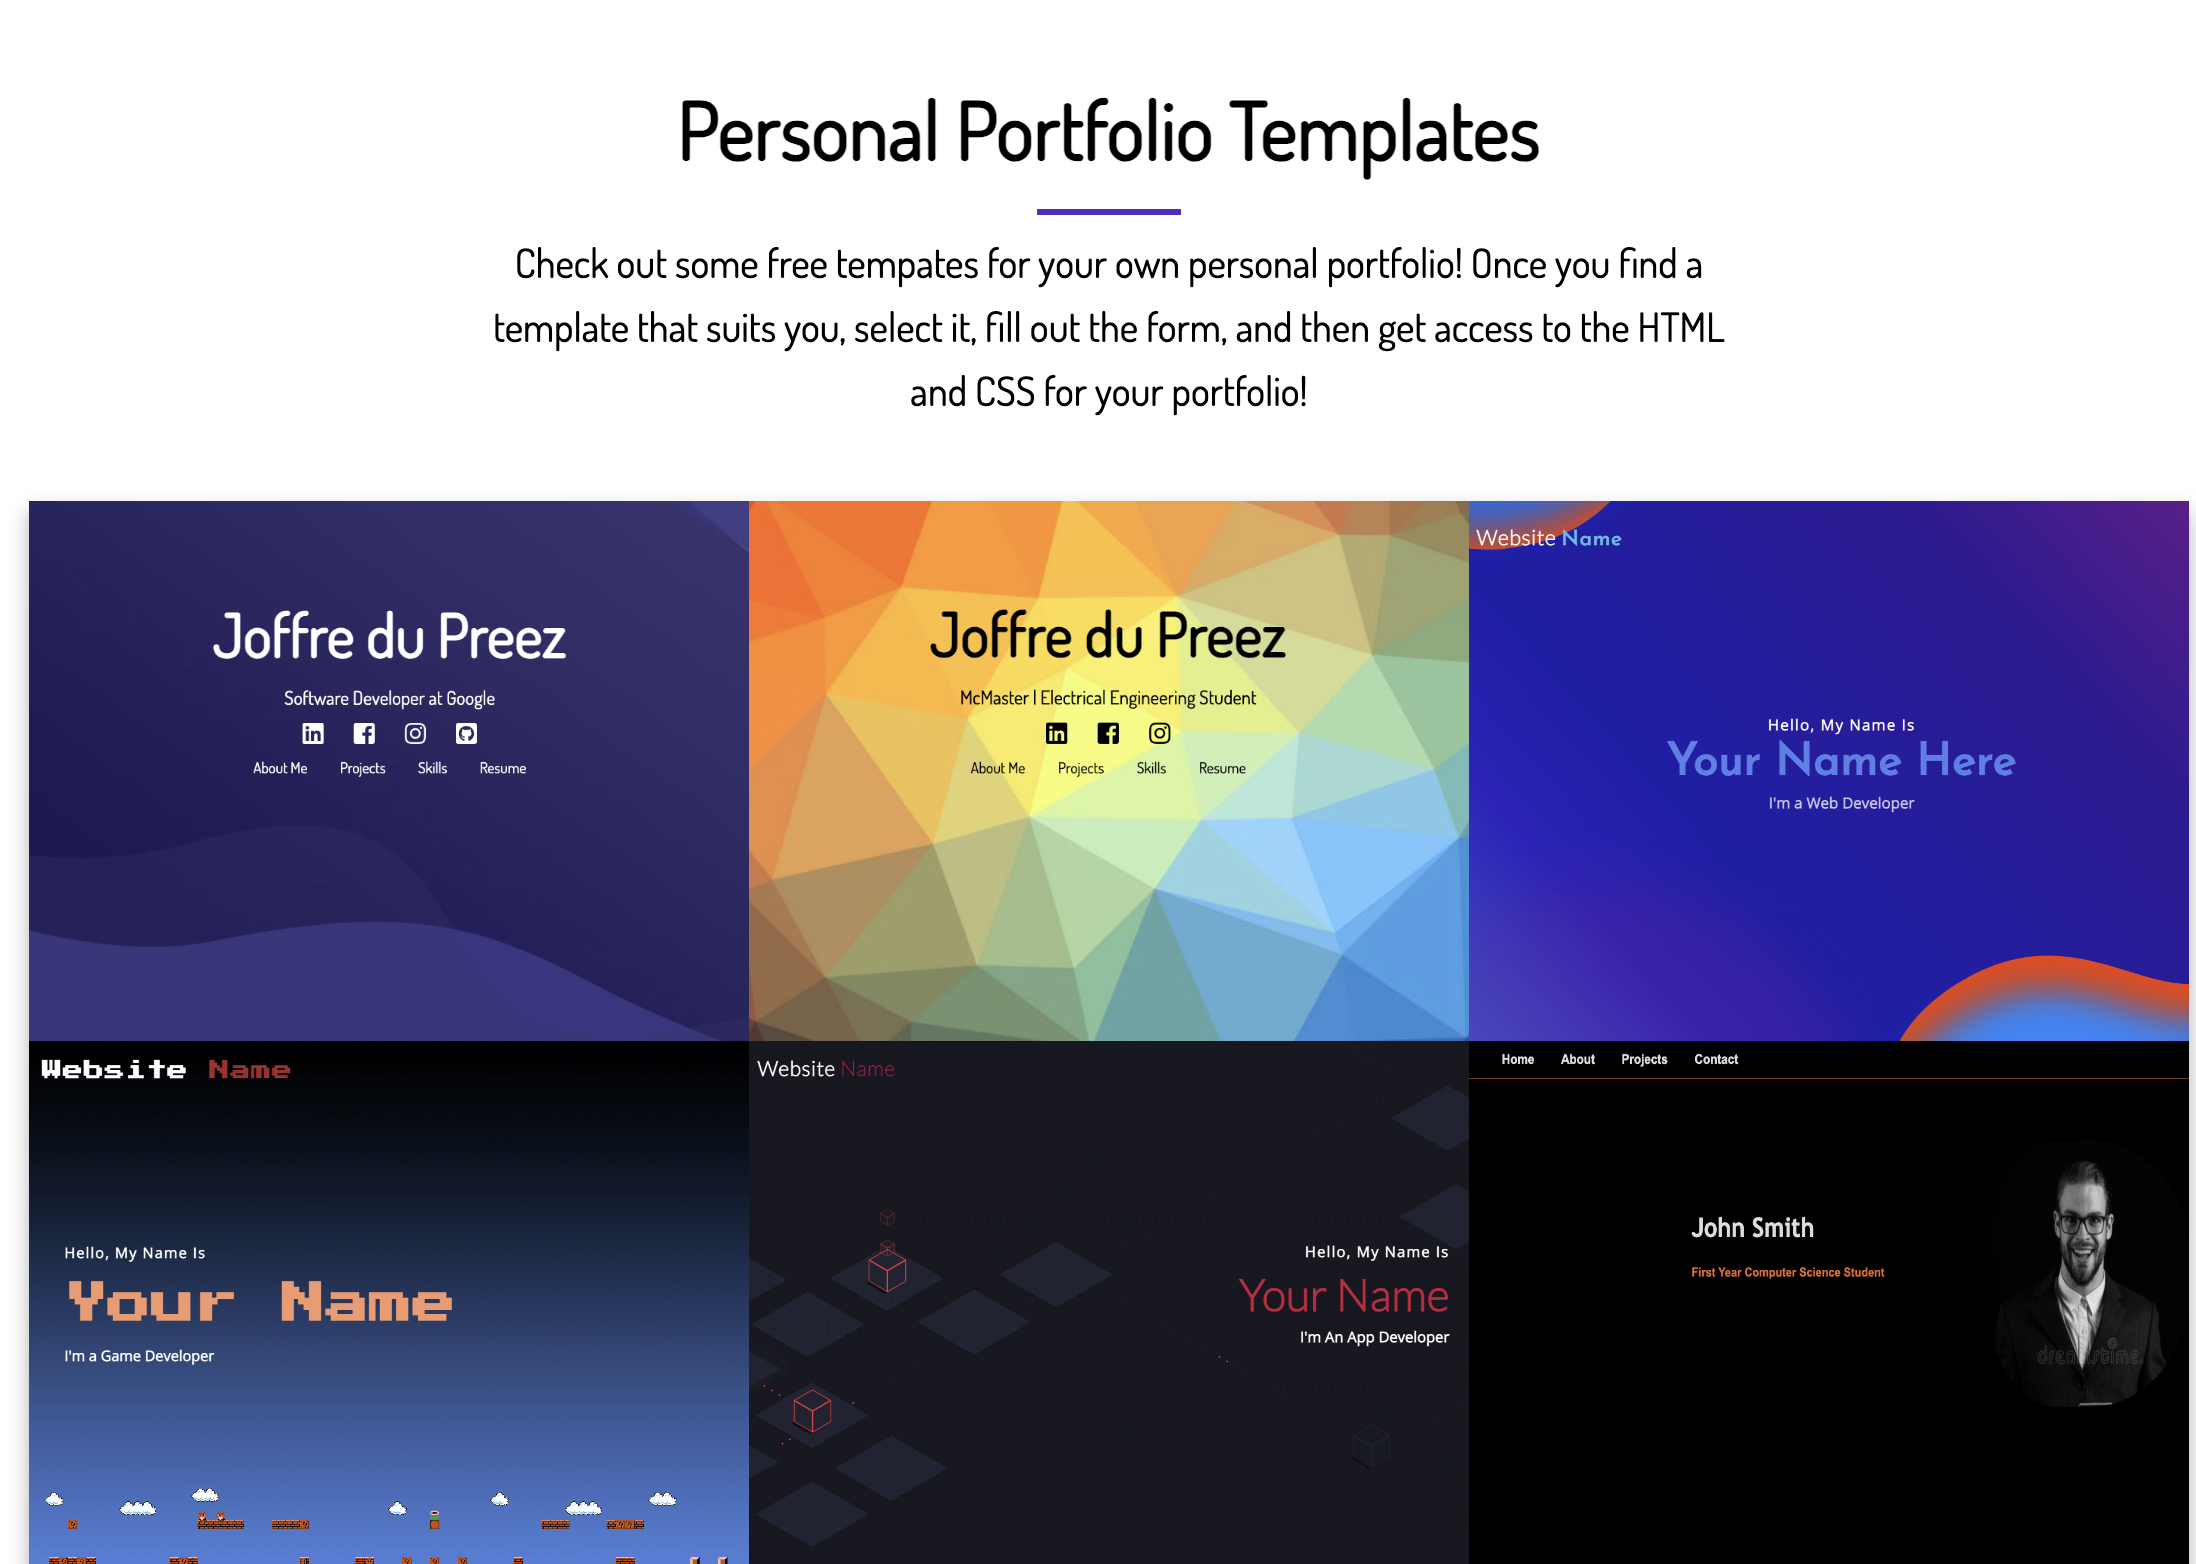 Personal Portfolio Templates
Check out some free tempates for your own personal portfolio! Once you find a
template that suits you, select it, fill out the form, and then get access to the HTML
and CSS for your portfolio!
Joffre du Preez
Software Developer at Google
About Me Projects Skills Resume
Joffre du Preez
McMaster | Electrical Engineering Student
About Me Projects Skills Resume
Website Name
Hello, My Name Is
Your Name Here
I'm a Web Developer
Website Name
Hello, My Name Is
Your Name
I'm a Game Developer
Website Name
Hello, My Name Is
Your Name
I'm An App Developer
Home About Projects Contact
John Smith
First Year Computer Science Student
dreamstime.